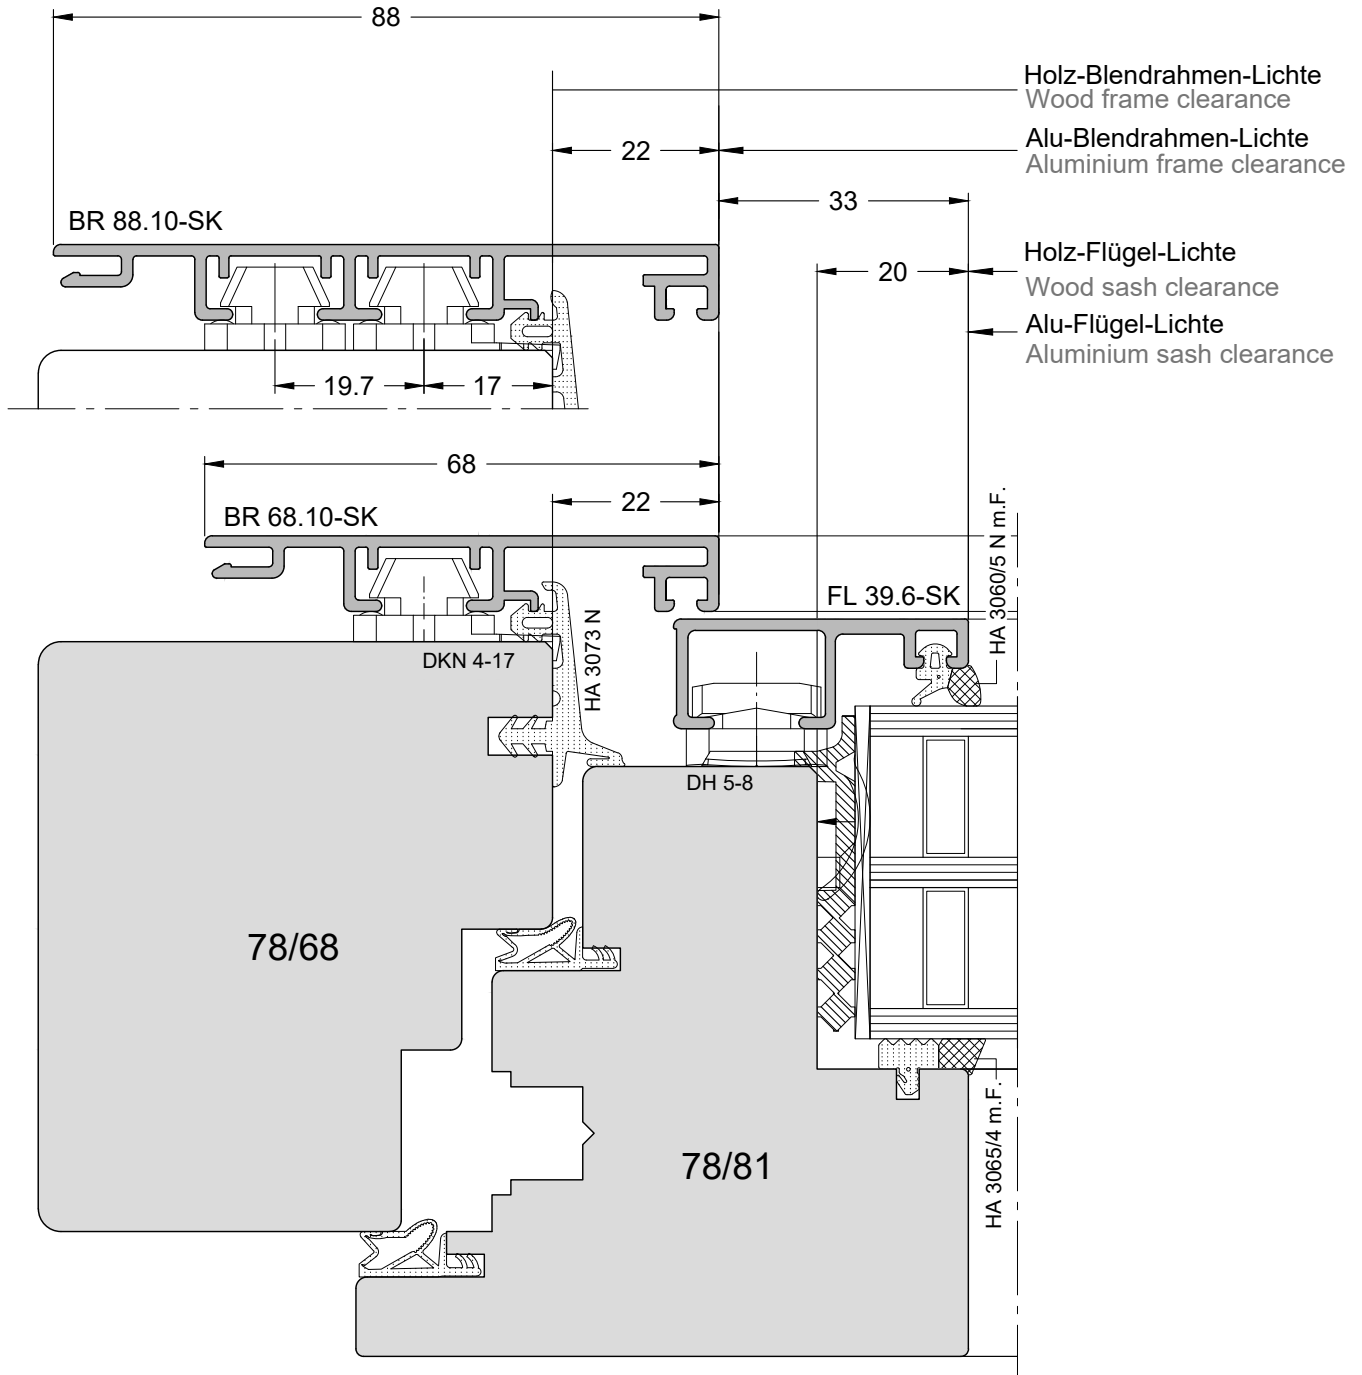 88
Holz-Blendrahmen-Lichte
Wood frame clearance
22
Alu-Blendrahmen-Lichte
Aluminium frame clearance
33
BR 88.10-SK
20
Holz-Flügel-Lichte
Wood sash clearance
Alu-Flügel-Lichte
Aluminium sash clearance
19.7
17
68
22
BR 68.10-SK
HA 3060/5 N m.F.
FL 39.6-SK
HA 3073 N
DKN 4-17
DH 5-8
78/68
78/81
HA 3065/4 m.F.